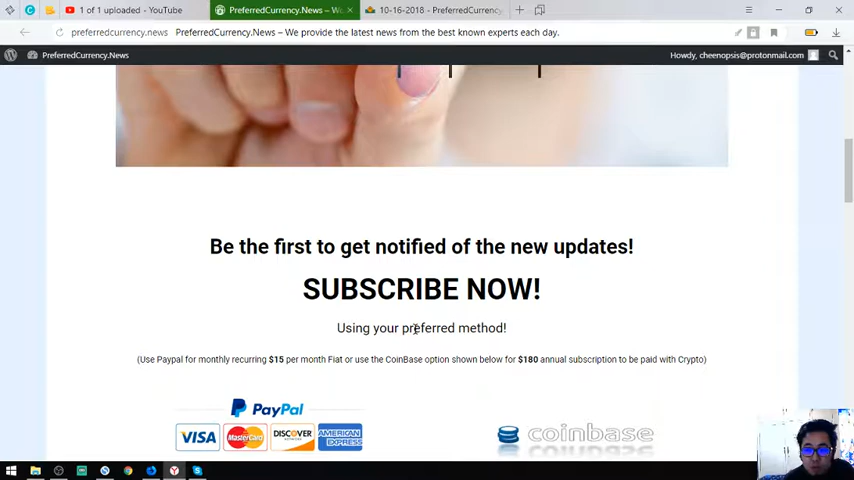 1 of 1 uploaded - YouTube
PreferredCurrency.News – W
10-16-2018 - PreferredCurrency
preferredcurrency.news
PreferredCurrency.News – We provide the latest news from the best known experts each day.
PreferredCurrency.News
Howdy, cheenopsis@protonmail.com
Be the first to get notified of the new updates!
SUBSCRIBE NOW!
Using your preferred method!
(Use Paypal for monthly recurring $15 per month Fiat or use the CoinBase option shown below for $180 annual subscription to be paid with Crypto)
PayPal
coinbase
VISA MasterCard DISCOVER AMERICAN EXPRESS